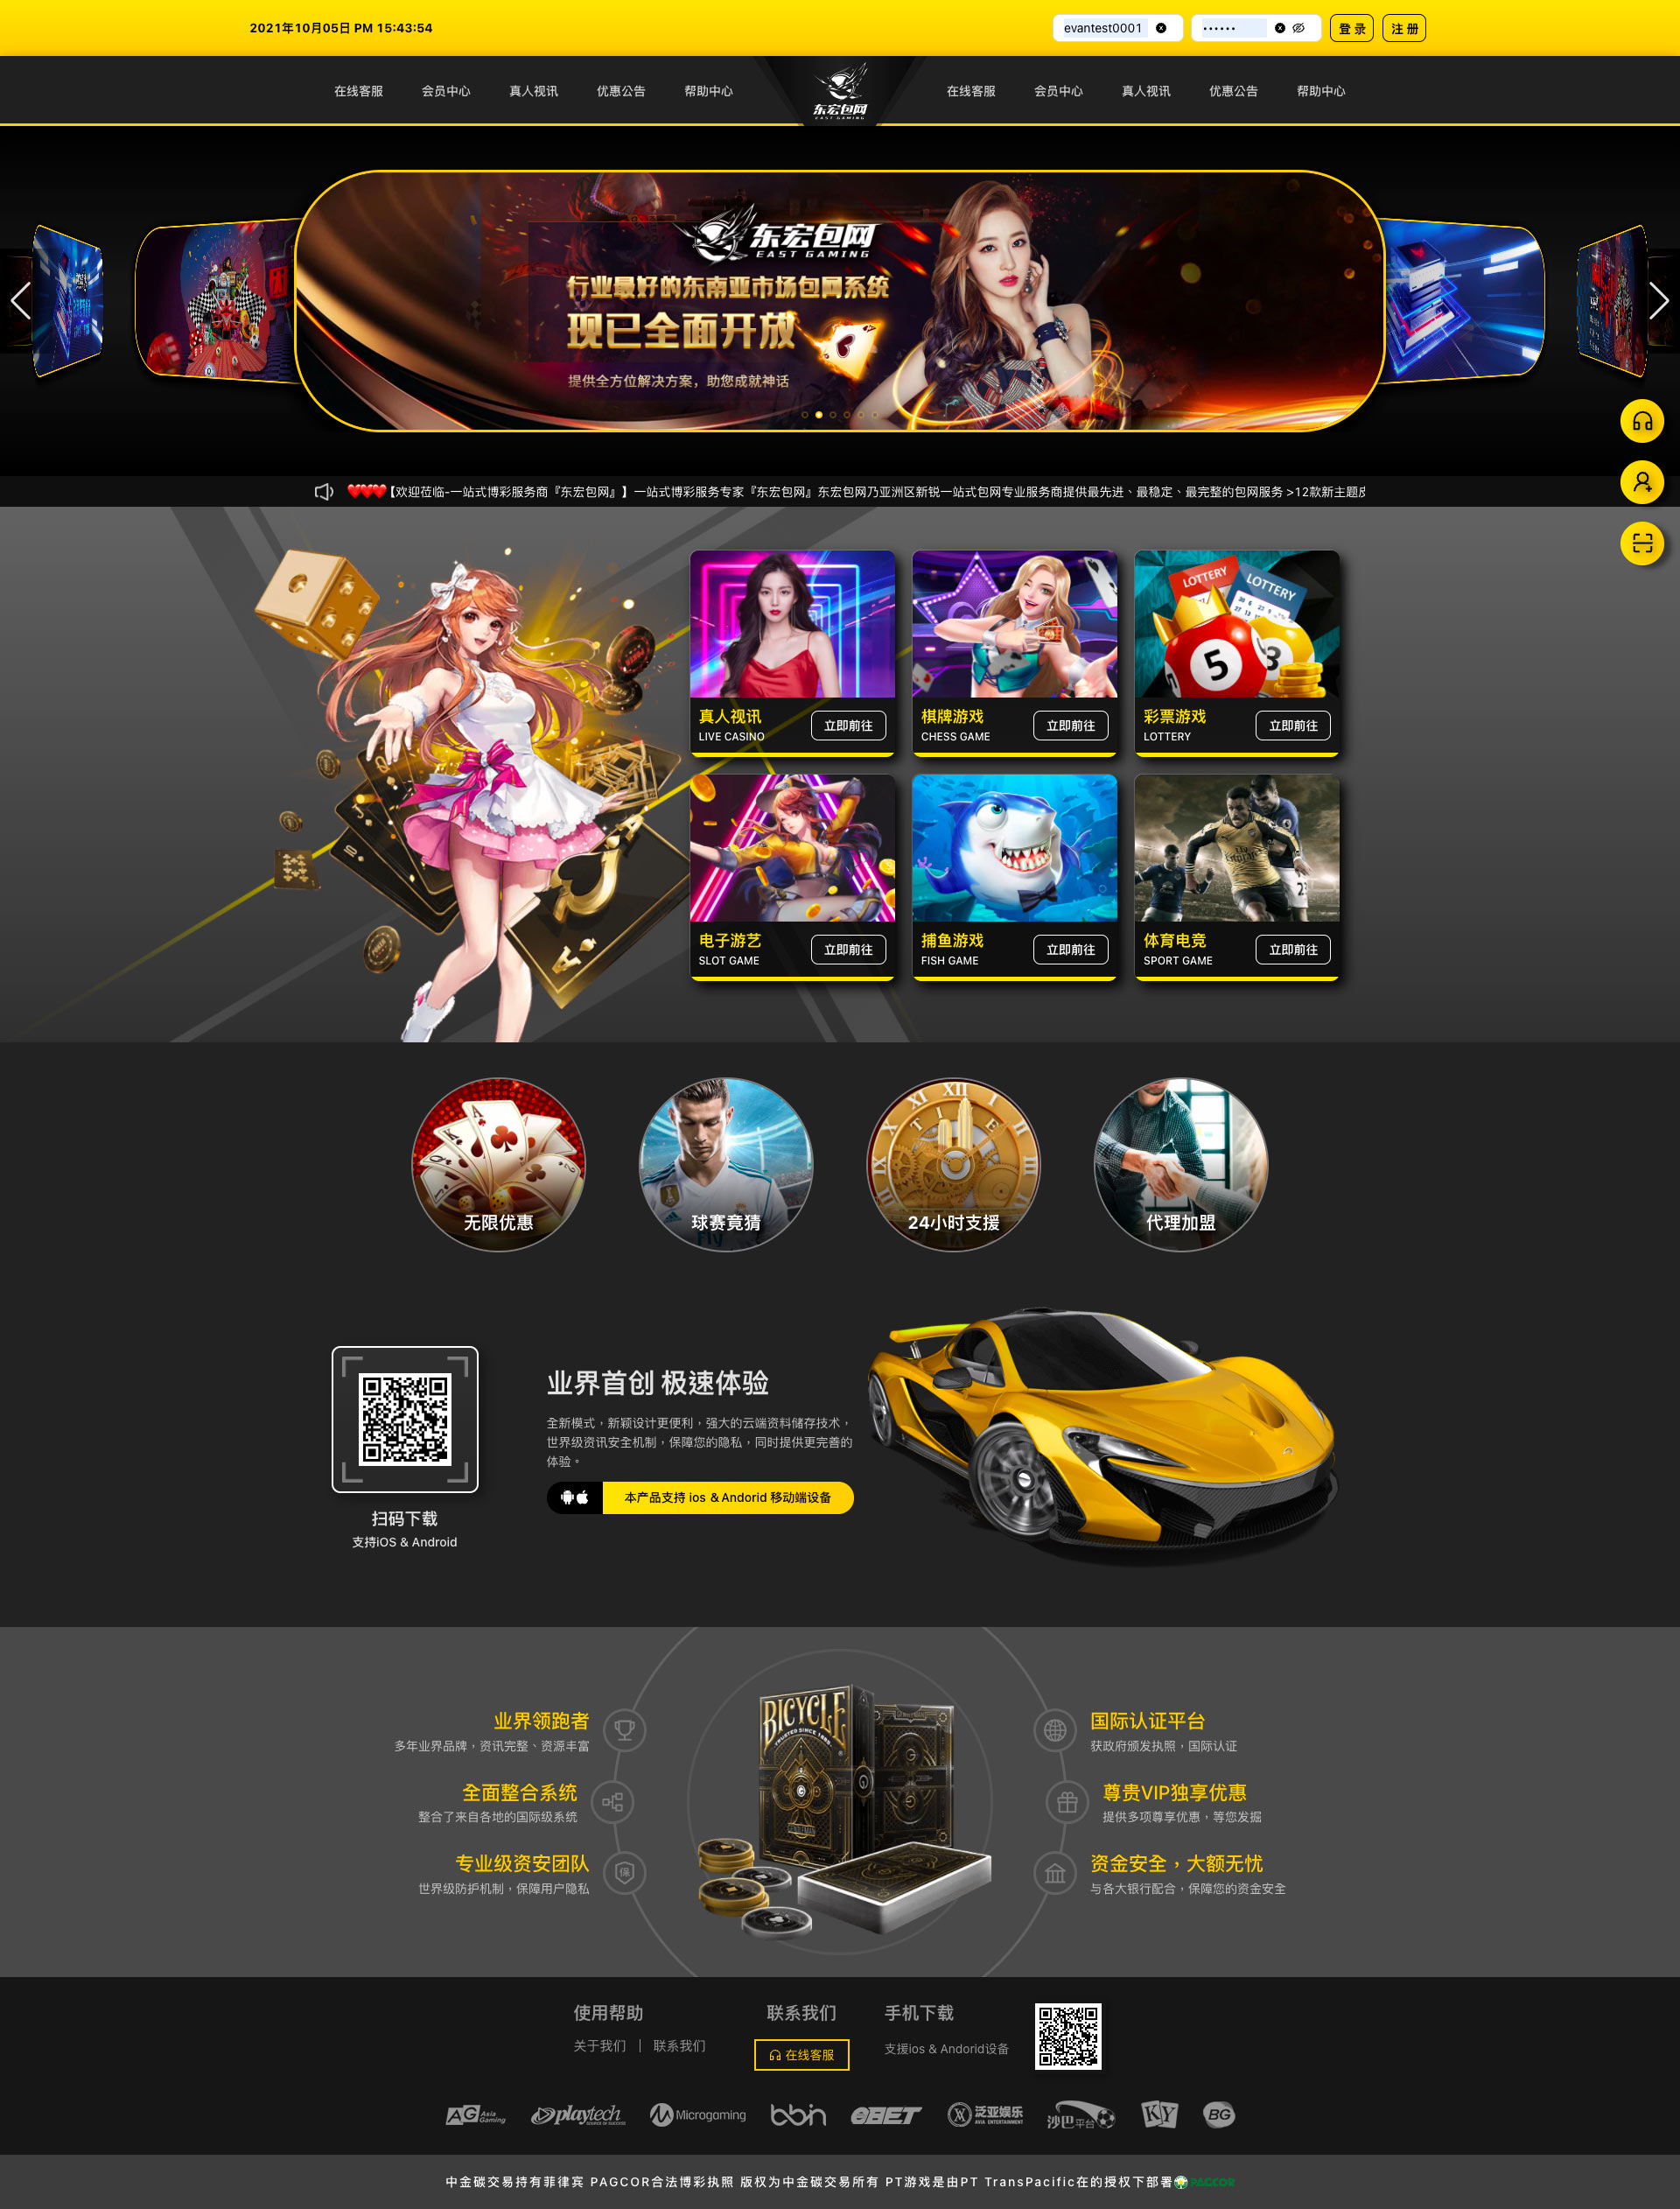 2021年10月05日 PM 15:43:54
evantest0001
••••••
登 录
注 册
在线客服 会员中心 真人视讯 优惠公告 帮助中心
东宏包网
EAST GAMING
在线客服 会员中心 真人视讯 优惠公告 帮助中心
东宏包网
EAST GAMING
行业最好的东南亚市场包网系统
现已全面开放
提供全方位解决方案，助您成就神话
【欢迎莅临-一站式博彩服务商『东宏包网』】一站式博彩服务专家『东宏包网』东宏包网乃亚洲区新锐一站式包网专业服务商提供最先进、最稳定、最完整的包网服务 >12款新主题皮
LOTTERY
LOTTERY
5
3
真人视讯
LIVE CASINO
立即前往
棋牌游戏
CHESS GAME
立即前往
彩票游戏
LOTTERY
立即前往
电子游艺
SLOT GAME
立即前往
捕鱼游戏
FISH GAME
立即前往
体育电竞
SPORT GAME
立即前往
无限优惠
球赛竟猜
24小时支援
代理加盟
业界首创 极速体验
全新模式，新颖设计更便利，强大的云端资料储存技术，
世界级资讯安全机制，保障您的隐私，同时提供更完善的
体验。
本产品支持 ios ＆Andorid 移动端设备
扫码下载
支持iOS & Android
BICYCLE
TRUSTED SINCE 1885
业界领跑者
多年业界品牌，资讯完整、资源丰富
全面整合系统
整合了来自各地的国际级系统
专业级资安团队
世界级防护机制，保障用户隐私
保
国际认证平台
获政府颁发执照，国际认证
尊贵VIP独享优惠
提供多项尊享优惠，等您发掘
资金安全，大额无忧
与各大银行配合，保障您的资金安全
使用帮助
关于我们 | 联系我们
联系我们
在线客服
手机下载
支援ios & Andorid设备
AG Asia Gaming
playtech SOURCE OF SUCCESS
Microgaming
bbin
eBET
泛亚娱乐
AVIA ENTERTAINMENT
沙巴平台
KY
BG
中金碳交易持有菲律宾 PAGCOR合法博彩执照 版权为中金碳交易所有 PT游戏是由PT TransPacific在的授权下部署 PAGCOR